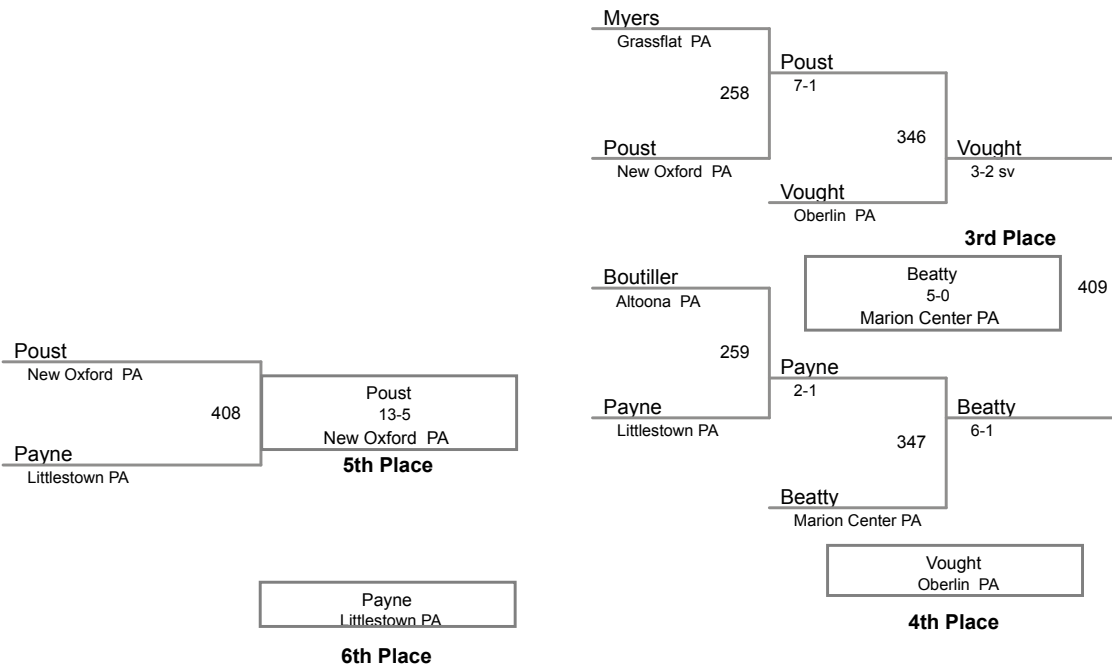 Myers
Grassflat PA
Poust
7-1
258
346
Poust
New Oxford PA
Vought
3-2 sv
Vought
Oberlin PA
3rd Place
Boutiller
Altoona PA
Beatty
5-0
Marion Center PA
409
259
Payne
2-1
Payne
Littlestown PA
Beatty
6-1
347
Beatty
Marion Center PA
Vought
Oberlin PA
4th Place
Poust
New Oxford PA
408
Poust
13-5
New Oxford PA
5th Place
Payne
Littlestown PA
Payne
Littlestown PA
6th Place